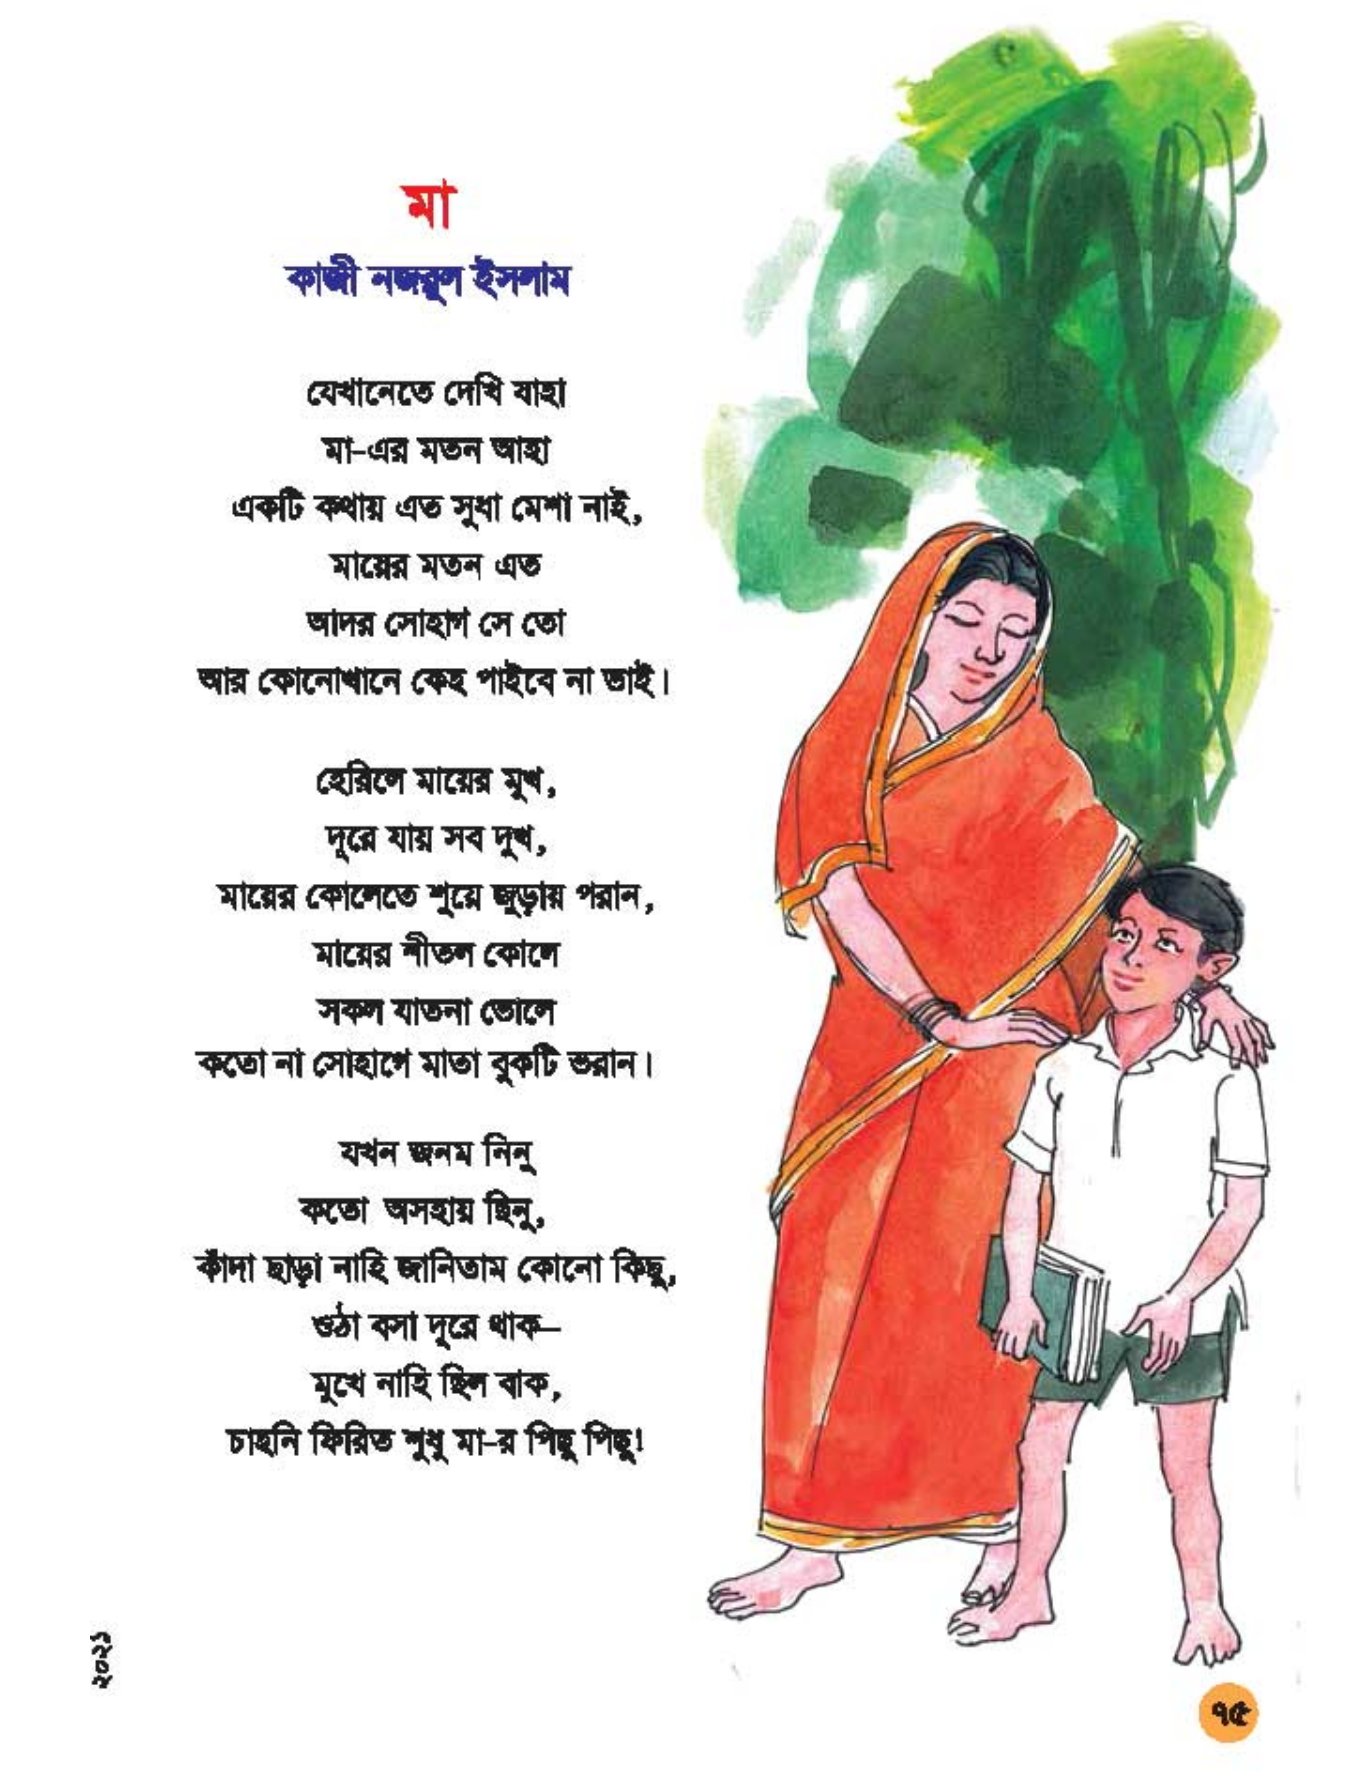 মা
কাজী নজরুল ইসলাম
যেখানেতে দেখি যাহা
মা-এর মতন আহা
একটি কথায় এত সুধা মেশা নাই,
মায়ের মতন এত
আদর সোহাগ সে তো
আর কোনোখানে কেহ পাইবে না ভাই।
হেরিলে মায়ের মুখ,
দূরে যায় সব দুখ,
মায়ের কোলেতে শুয়ে জুড়ায় পরান,
মায়ের শীতল কোলে
সকল যাতনা ভোলে
কতো না সোহাগে মাতা বুকটি ভরান।
যখন জনম নিনু
কতো অসহায় ছিনু,
কাঁদা ছাড়া নাহি জানিতাম কোনো কিছু,
ওঠা বসা দূরে থাক–
মুখে নাহি ছিল বাক,
চাহনি ফিরিত শুধু মা-র পিছু পিছু!
২০২১
৭৫